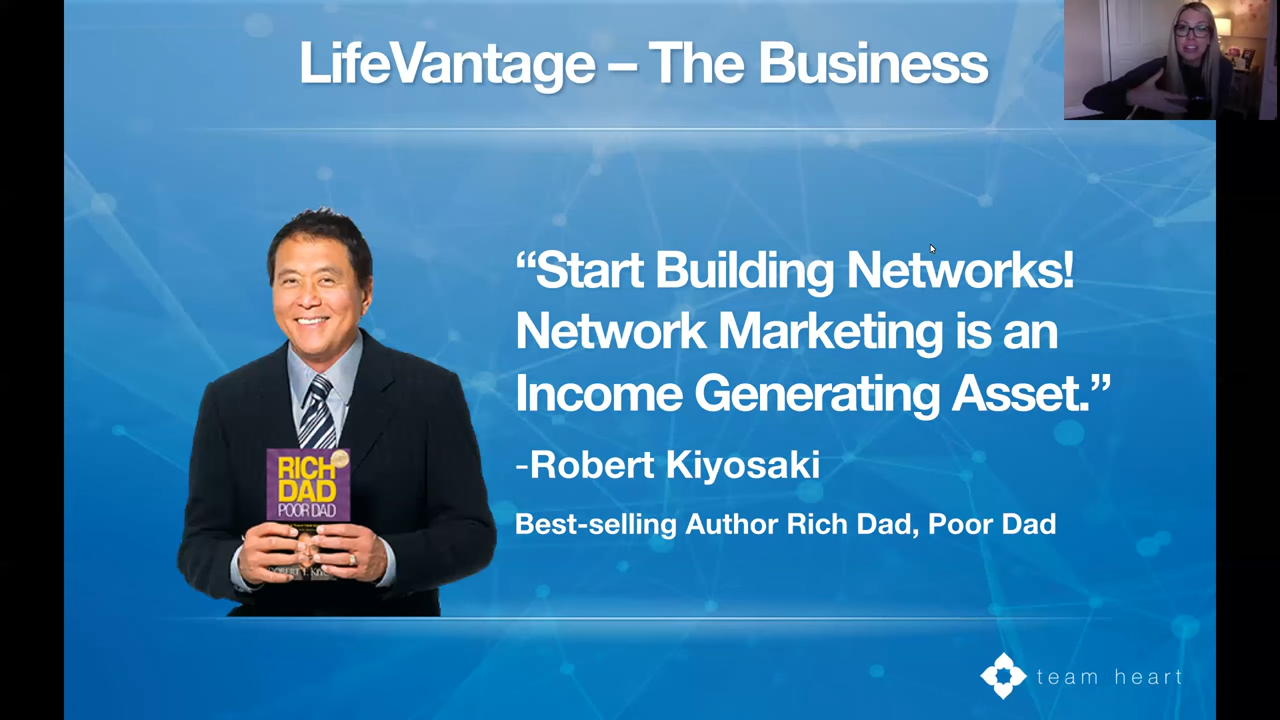 LifeVantage – The Business
“Start Building Networks!
Network Marketing is an
Income Generating Asset.”
-Robert Kiyosaki
Best-selling Author Rich Dad, Poor Dad
RICH
DAD
POOR DAD
team heart